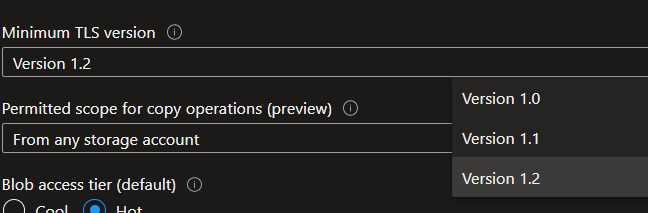 Minimum TLS version
Version 1.2
Version 1.0
Permitted scope for copy operations (preview)
From any storage account
Version 1.1
Version 1.2
Blob access tier (default)
Cool
Hot